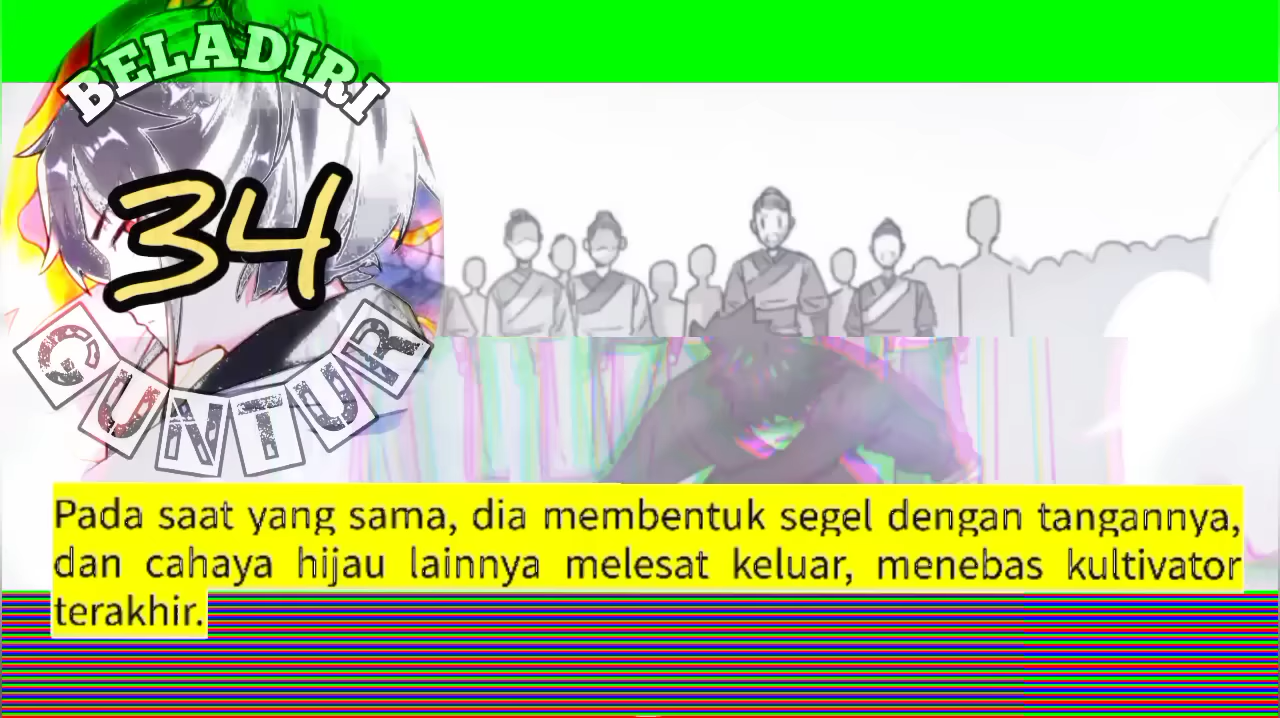 BELADIRI
34
GUNTUR
Pada saat yang sama, dia membentuk segel dengan tangannya,
dan cahaya hijau lainnya melesat keluar, menebas kultivator
terakhir.